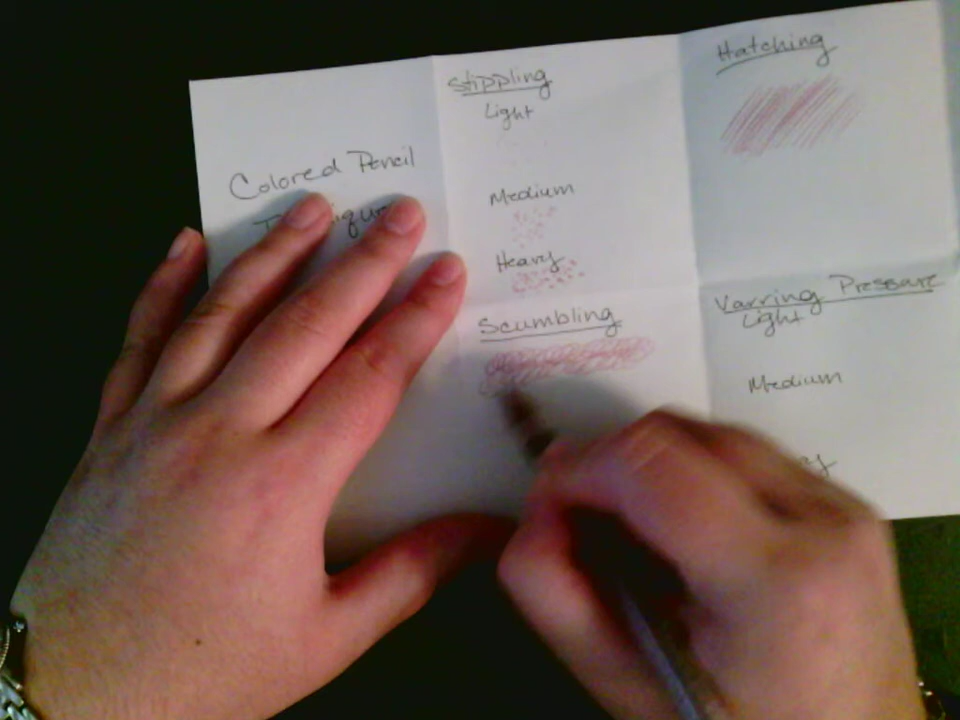 Colored Pencil
Stippling
Light
Medium
Heavy
Scumbling
Hatching
Varring Pressure
Light
Medium